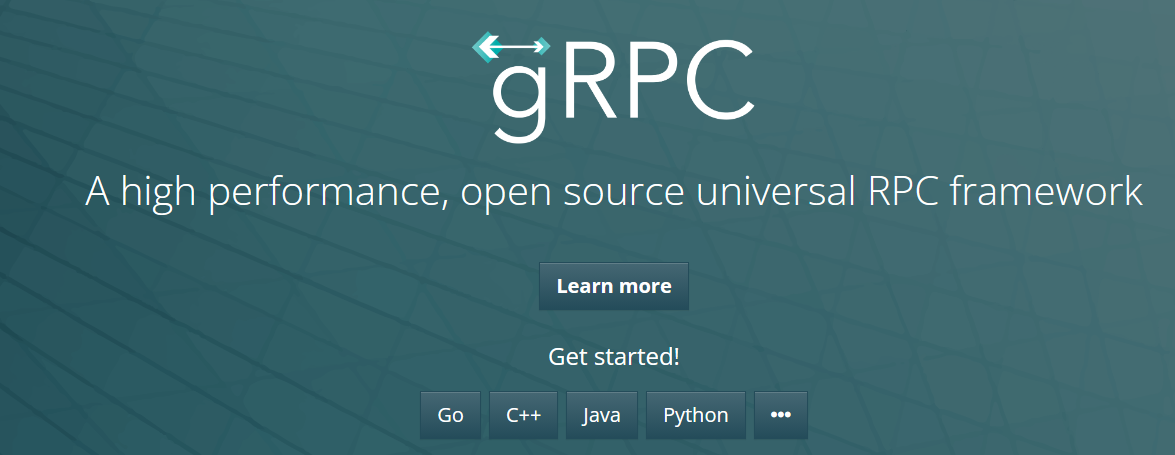 gRPC
A high performance, open source universal RPC framework
Learn more
Get started!
Go C++ Java Python •••